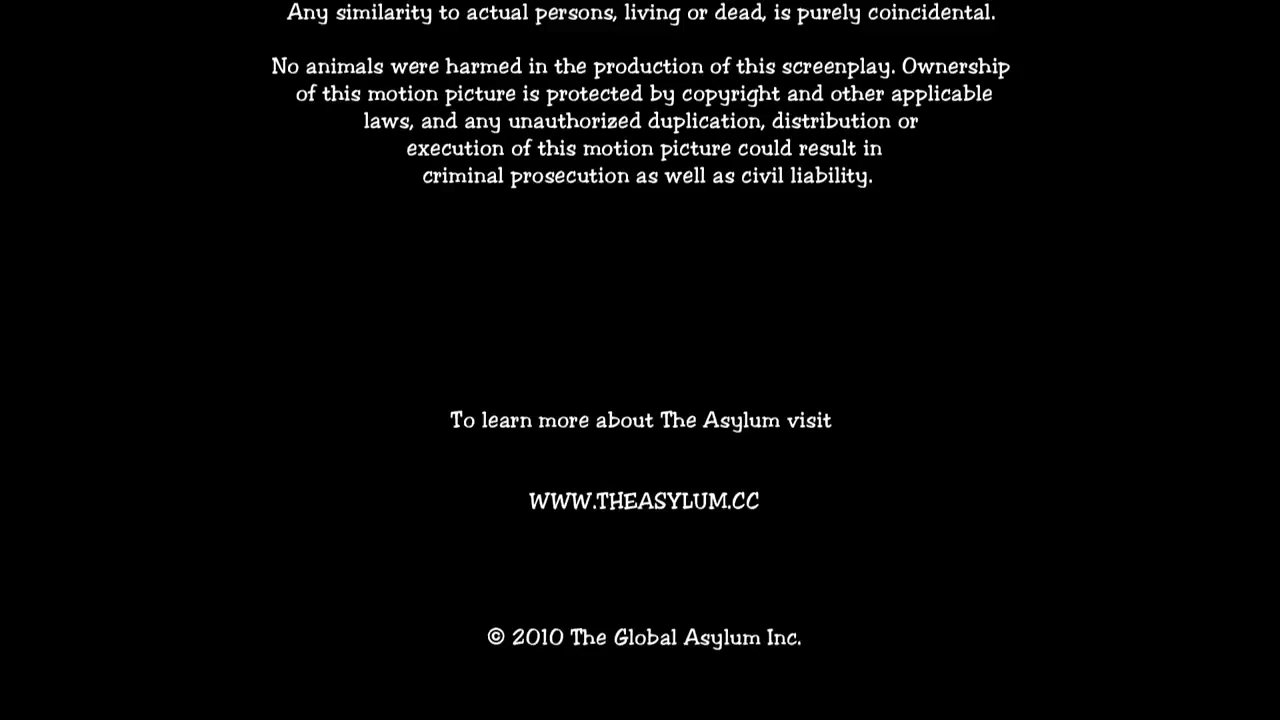 Any similarity to actual persons, living or dead, is purely coincidental.
No animals were harmed in the production of this screenplay. Ownership
of this motion picture is protected by copyright and other applicable
laws, and any unauthorized duplication, distribution or
execution of this motion picture could result in
criminal prosecution as well as civil liability.
To learn more about The Asylum visit
WWW.THEASYLUM.CC
© 2010 The Global Asylum Inc.